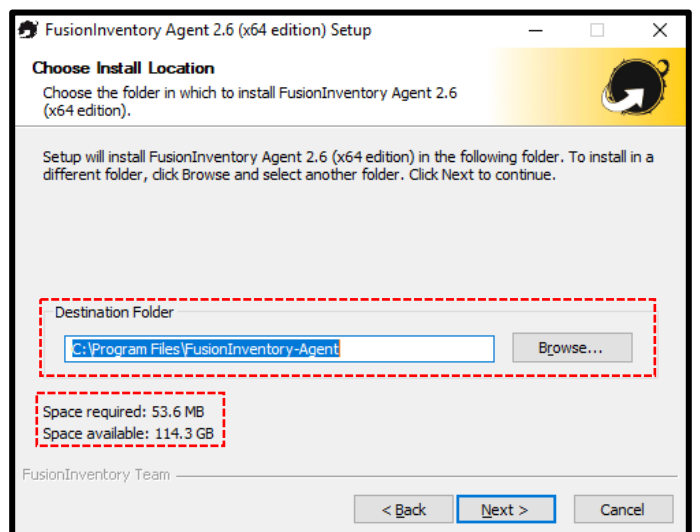 FusionInventory Agent 2.6 (x64 edition) Setup
Choose Install Location
Choose the folder in which to install FusionInventory Agent 2.6
(x64 edition).
Setup will install FusionInventory Agent 2.6 (x64 edition) in the following folder. To install in a
different folder, click Browse and select another folder. Click Next to continue.
Destination Folder
C:\Program Files\FusionInventory-Agent
Browse...
Space required: 53.6 MB
Space available: 114.3 GB
FusionInventory Team
< Back
Next >
Cancel